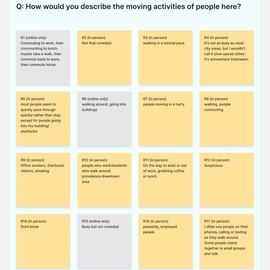 Q: How would you describe the moving activities of people here?
R1 (online only)
Commuting to work, then
communting to lunch,
maybe take a walk, then
commute back to work,
then commute home.
R2 (in person)
Not that crowded
R3 (in person)
walking in a normal pace
R4 (in person)
It's not as busy as most
city areas, but I wouldn't
call it slow-paced either;
it's somewhere inbetween
R5 (in person)
most people seem to
quickly pass through
quickly rather than stay,
except for people going
into the building/
starbucks
R6 (online only)
walking around, going into
buildings
R7 (in person)
people moving in a hurry
R8 (in person)
walking, people
commuting
R9 (in person)
Office workers, Starbucks
visitors, smoking
R10 (in person)
people who work/students
who walk around
providence downtown
area
R11 (in person)
On the way to work or out
of work, grabbing coffee
or lunch
R12 (in person)
Suspicious
R14 (in person)
Dont know
R15 (online only)
Busy but not crowded
R16 (in person)
passerby, employed
people
R17 (in person)
I often see people on their
phones, calling or texting
as they walk around.
Some people stand
together in small groups
and talk.